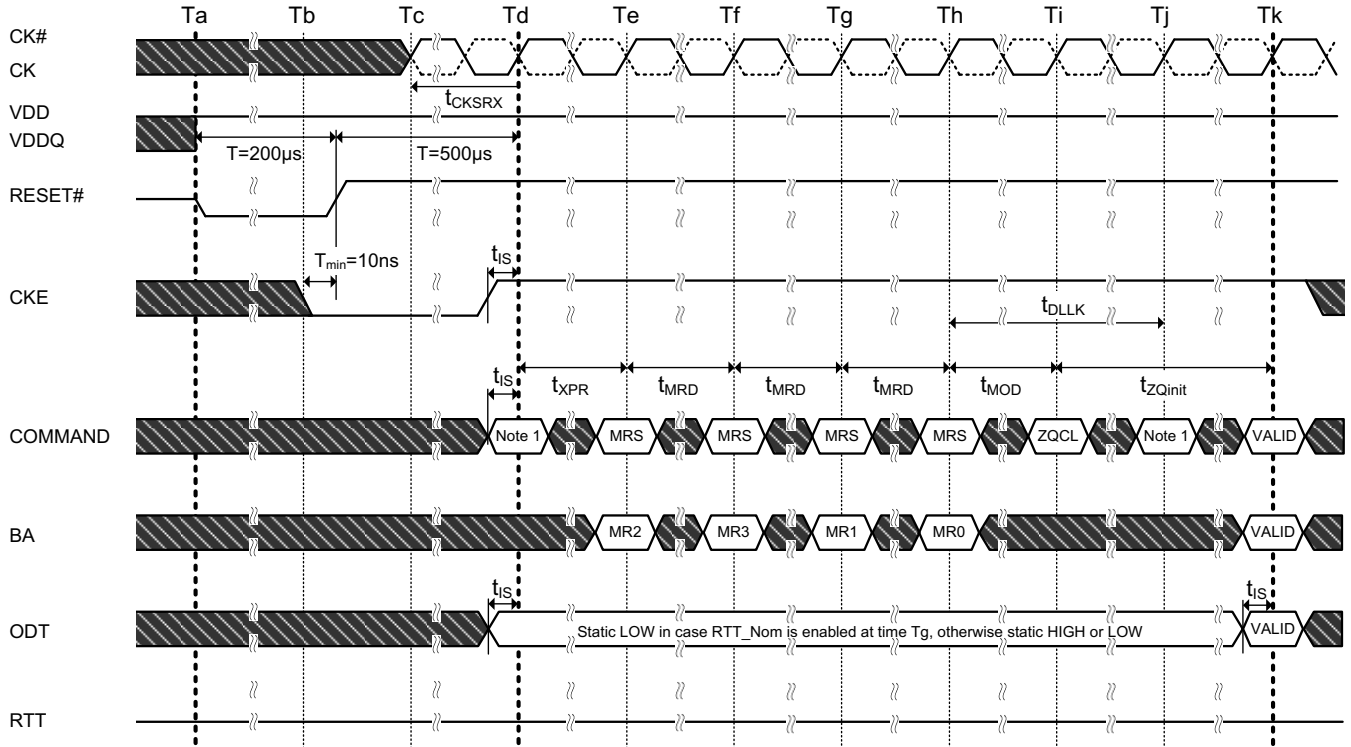 Ta Tb Tc Td Te Tf Tg Th Ti Tj Tk
CK#
CK
tCKSRX
VDD
VDDQ
T=200µs T=500µs
RESET#
Tmin=10ns tIS
CKE
tDLLK
tIS tXPR tMRD tMRD tMRD tMOD tZQinit
COMMAND Note 1 MRS MRS MRS MRS ZQCL Note 1 VALID
BA MR2 MR3 MR1 MR0 VALID
tIS tIS
ODT Static LOW in case RTT_Nom is enabled at time Tg, otherwise static HIGH or LOW VALID
RTT